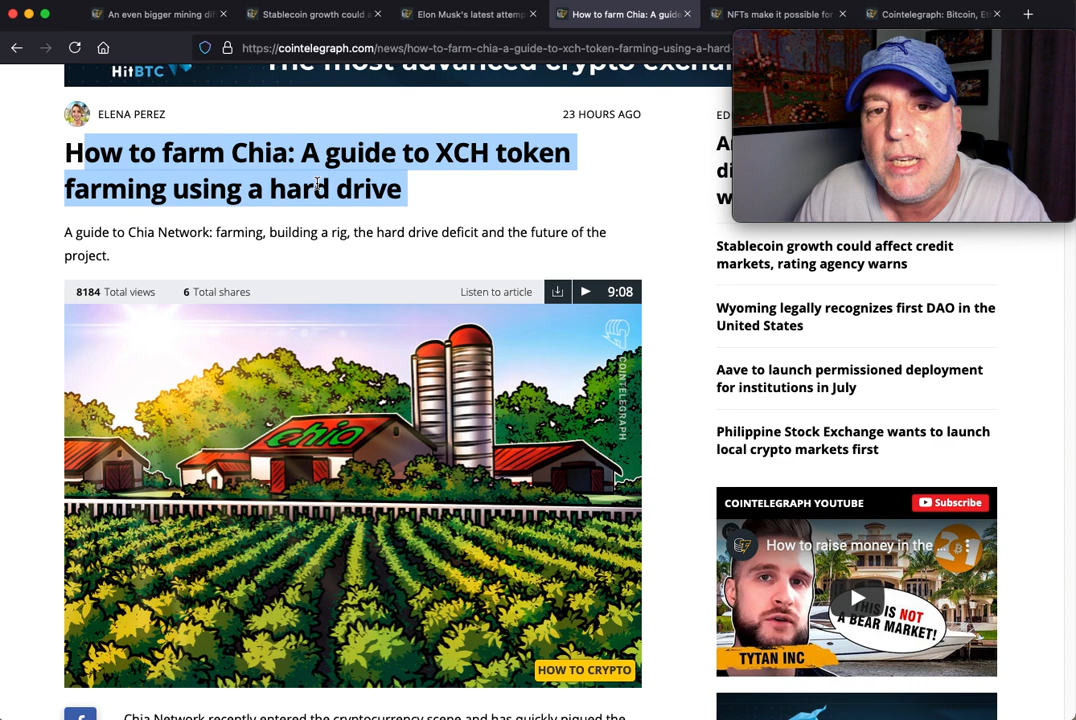 An even bigger mining di
Stablecoin growth could a
Elon Musk's latest attemp
How to farm Chia: A guide
NFTs make it possible for
Cointelegraph: Bitcoin, Et
https://cointelegraph.com/news/how-to-farm-chia-a-guide-to-xch-token-farming-using-a-hard-
HitBTC
The most advanced crypto excha
ELENA PEREZ
23 HOURS AGO
How to farm Chia: A guide to XCH token
farming using a hard drive
A guide to Chia Network: farming, building a rig, the hard drive deficit and the future of the
project.
8184 Total views
6 Total shares
Listen to article
9:08
COINTELEGRAPH
chia
HOW TO CRYPTO
Chia Network recently entered the cryptocurrency scene and has quickly piqued the
ED
A
di
w
Stablecoin growth could affect credit
markets, rating agency warns
Wyoming legally recognizes first DAO in the
United States
Aave to launch permissioned deployment
for institutions in July
Philippine Stock Exchange wants to launch
local crypto markets first
COINTELEGRAPH YOUTUBE
Subscribe
How to raise money in the ...
THIS IS NOT
A BEAR MARKET!
TYTAN INC